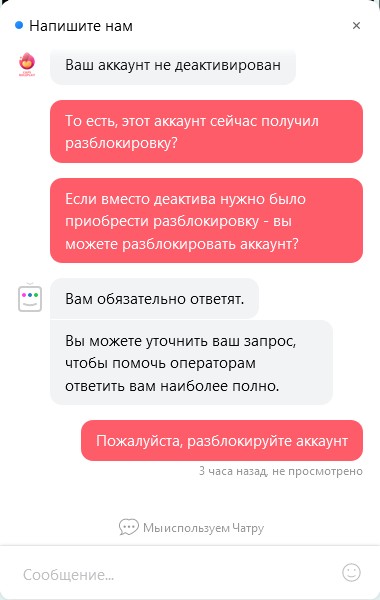 Напишите нам
×
Ваш аккаунт не деактивирован
То есть, этот аккаунт сейчас получил
разблокировку?
Если вместо деактива нужно было
приобрести разблокировку - вы
можете разблокировать аккаунт?
Вам обязательно ответят.
Вы можете уточнить ваш запрос,
чтобы помочь операторам
ответить вам наиболее полно.
Пожалуйста, разблокируйте аккаунт
3 часа назад, не просмотрено
Мы используем Чатру
Сообщение...